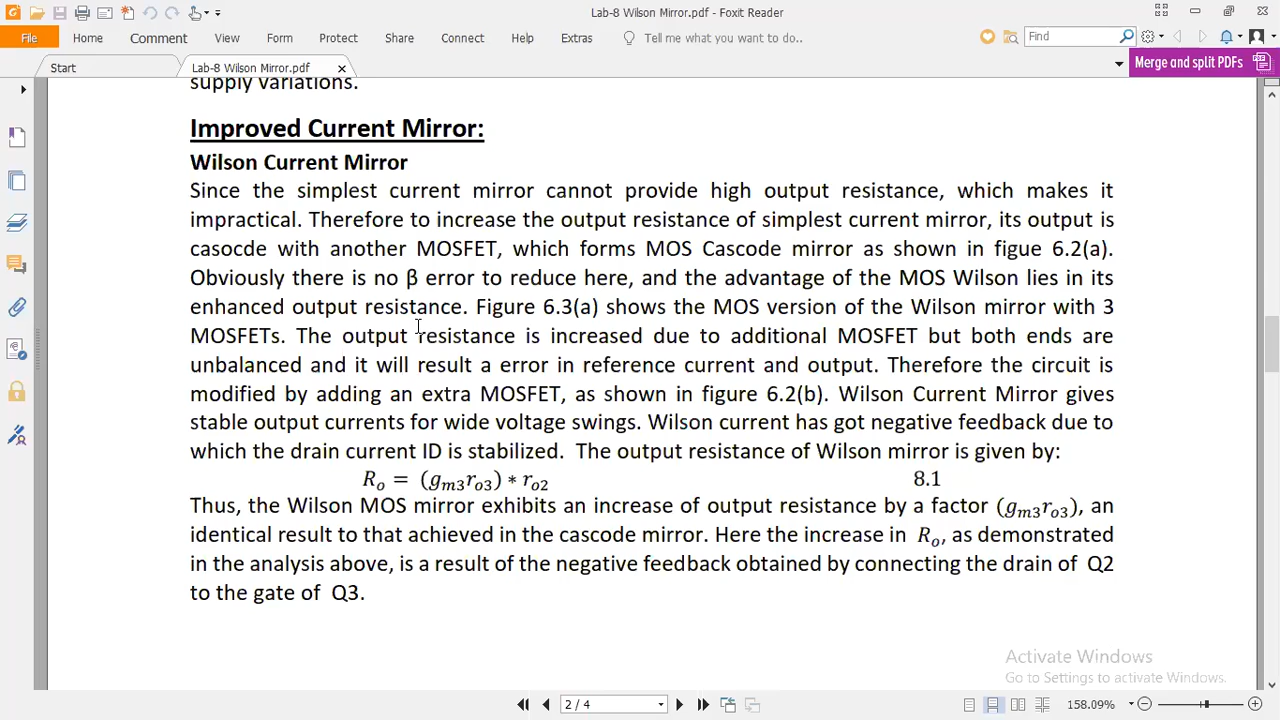 Lab-8 Wilson Mirror.pdf - Foxit Reader
File Home Comment View Form Protect Share Connect Help Extras Tell me what you want to do.. Find
Start Lab-8 Wilson Mirror.pdf Merge and split PDFs
supply variations.
Improved Current Mirror:
Wilson Current Mirror
Since the simplest current mirror cannot provide high output resistance, which makes it
impractical. Therefore to increase the output resistance of simplest current mirror, its output is
casocde with another MOSFET, which forms MOS Cascode mirror as shown in figue 6.2(a).
Obviously there is no β error to reduce here, and the advantage of the MOS Wilson lies in its
enhanced output resistance. Figure 6.3(a) shows the MOS version of the Wilson mirror with 3
MOSFETs. The output resistance is increased due to additional MOSFET but both ends are
unbalanced and it will result a error in reference current and output. Therefore the circuit is
modified by adding an extra MOSFET, as shown in figure 6.2(b). Wilson Current Mirror gives
stable output currents for wide voltage swings. Wilson current has got negative feedback due to
which the drain current ID is stabilized. The output resistance of Wilson mirror is given by:
R_o = (g_m3 r_o3) * r_o2 8.1
Thus, the Wilson MOS mirror exhibits an increase of output resistance by a factor (g_m3 r_o3), an
identical result to that achieved in the cascode mirror. Here the increase in R_o, as demonstrated
in the analysis above, is a result of the negative feedback obtained by connecting the drain of Q2
to the gate of Q3.
Activate Windows
Go to Settings to activate Windows.
2 / 4 158.09%